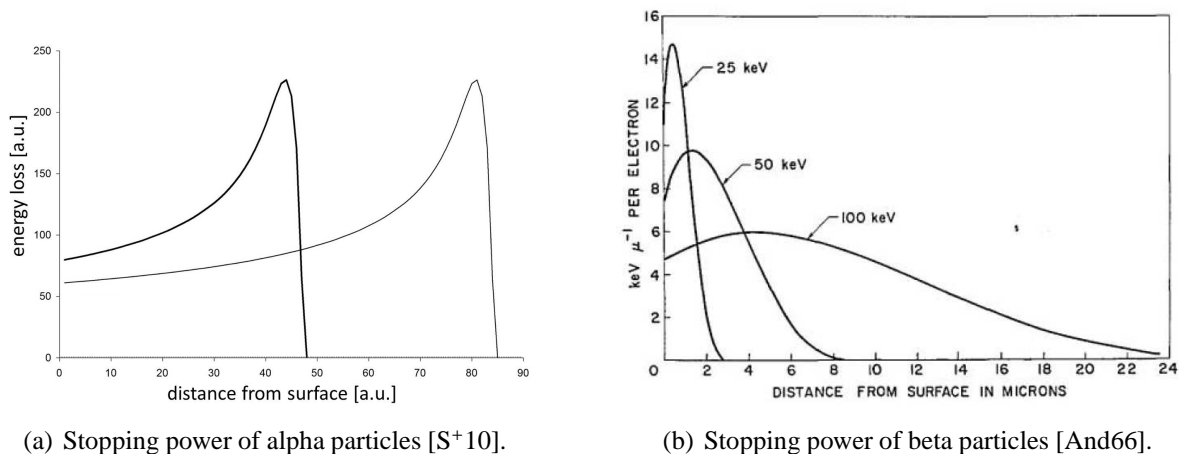 250
200
150
100
50
0
energy loss [a.u.]
0 10 20 30 40 50 60 70 80 90
distance from surface [a.u.]
(a) Stopping power of alpha particles [S+10].
16
14
12
10
8
6
4
2
keV μ⁻¹ PER ELECTRON
25 keV
50 keV
100 keV
0 2 4 6 8 10 12 14 16 18 20 22 24
DISTANCE FROM SURFACE IN MICRONS
(b) Stopping power of beta particles [And66].